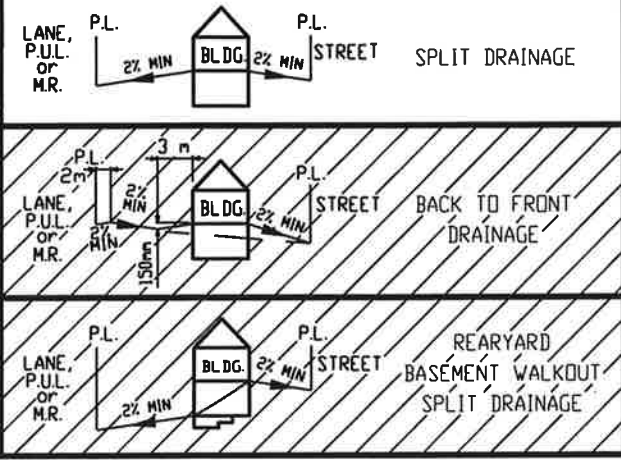 P.L. P.L.
LANE,
P.U.L.
or
M.R.
2% MIN BLDG. 2% MIN STREET
SPLIT DRAINAGE
3 m
P.L.
2m
P.L.
LANE,
P.U.L.
or
M.R.
2% MIN
2% MIN
BLDG. 2% MIN STREET
150mm
BACK TO FRONT
DRAINAGE
P.L. P.L.
LANE,
P.U.L.
or
M.R.
2% MIN BLDG. 2% MIN STREET
REARYARD
BASEMENT WALKOUT
SPLIT DRAINAGE